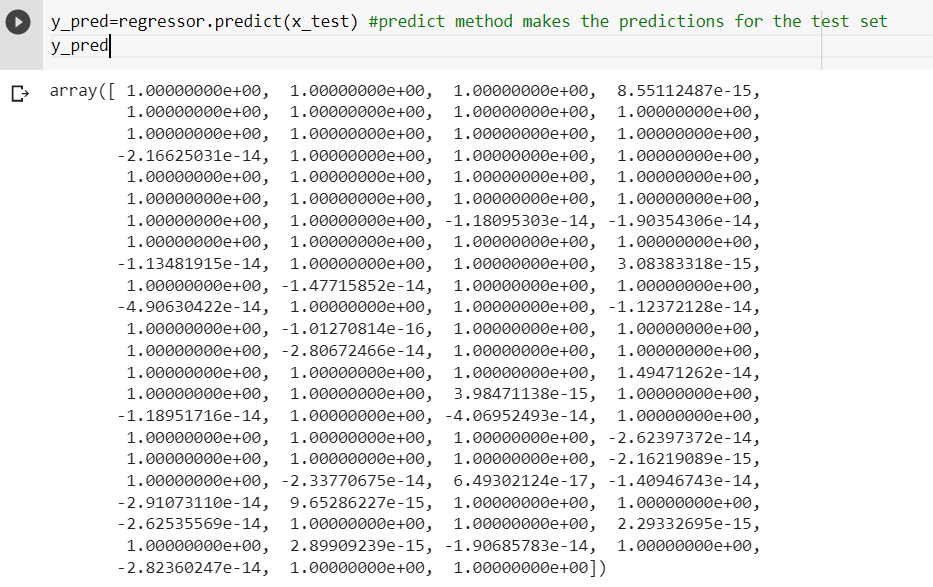 y_pred=regressor.predict(x_test) #predict method makes the predictions for the test set
y_pred
array([ 1.00000000e+00, 1.00000000e+00, 1.00000000e+00, 8.55112487e-15,
1.00000000e+00, 1.00000000e+00, 1.00000000e+00, 1.00000000e+00,
1.00000000e+00, 1.00000000e+00, 1.00000000e+00, 1.00000000e+00,
-2.16625031e-14, 1.00000000e+00, 1.00000000e+00, 1.00000000e+00,
1.00000000e+00, 1.00000000e+00, 1.00000000e+00, 1.00000000e+00,
1.00000000e+00, 1.00000000e+00, 1.00000000e+00, 1.00000000e+00,
1.00000000e+00, 1.00000000e+00, -1.18095303e-14, -1.90354306e-14,
1.00000000e+00, 1.00000000e+00, 1.00000000e+00, 1.00000000e+00,
-1.13481915e-14, 1.00000000e+00, 1.00000000e+00, 3.08383318e-15,
1.00000000e+00, -1.47715852e-14, 1.00000000e+00, 1.00000000e+00,
-4.90630422e-14, 1.00000000e+00, 1.00000000e+00, -1.12372128e-14,
1.00000000e+00, -1.01270814e-16, 1.00000000e+00, 1.00000000e+00,
1.00000000e+00, -2.80672466e-14, 1.00000000e+00, 1.00000000e+00,
1.00000000e+00, 1.00000000e+00, 1.00000000e+00, 1.49471262e-14,
1.00000000e+00, 1.00000000e+00, 3.98471138e-15, 1.00000000e+00,
-1.18951716e-14, 1.00000000e+00, -4.06952493e-14, 1.00000000e+00,
1.00000000e+00, 1.00000000e+00, 1.00000000e+00, -2.62397372e-14,
1.00000000e+00, 1.00000000e+00, 1.00000000e+00, -2.16219089e-15,
1.00000000e+00, -2.33770675e-14, 6.49302124e-17, -1.40946743e-14,
-2.91073110e-14, 9.65286227e-15, 1.00000000e+00, 1.00000000e+00,
-2.62535569e-14, 1.00000000e+00, 1.00000000e+00, 2.29332695e-15,
1.00000000e+00, 2.89909239e-15, -1.90685783e-14, 1.00000000e+00,
-2.82360247e-14, 1.00000000e+00, 1.00000000e+00])